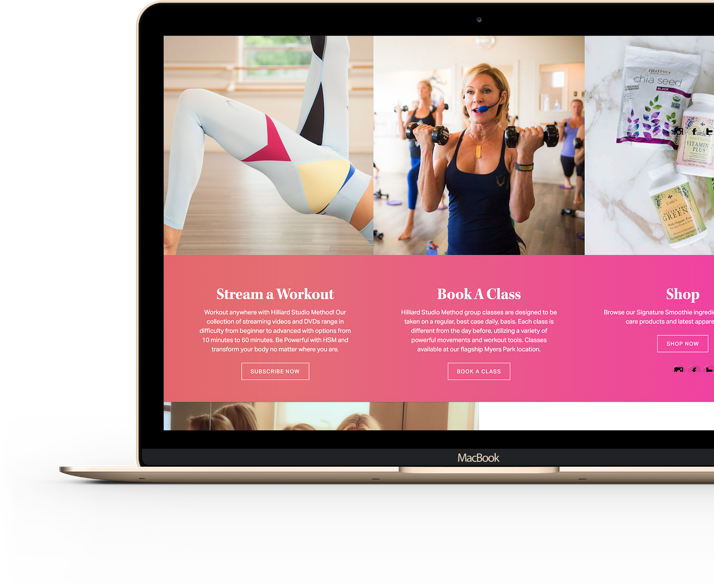 chia seed
VITAMIN
PLUS
GREEN
Stream a Workout
Workout anywhere with Hilliard Studio Method! Our
collection of streaming videos and DVDs range in
difficulty from beginner to advanced with options from
10 minutes to 60 minutes. Be Powerful with HSM and
transform your body no matter where you are.
SUBSCRIBE NOW
Book A Class
Hilliard Studio Method group classes are designed to be
taken on a regular, best case daily, basis. Each class is
different from the day before, utilizing a variety of
powerful movements and workout tools. Classes
available at our flagship Myers Park location.
BOOK A CLASS
Shop
Browse our Signature Smoothie
care products and latest
SHOP NOW
MacBook